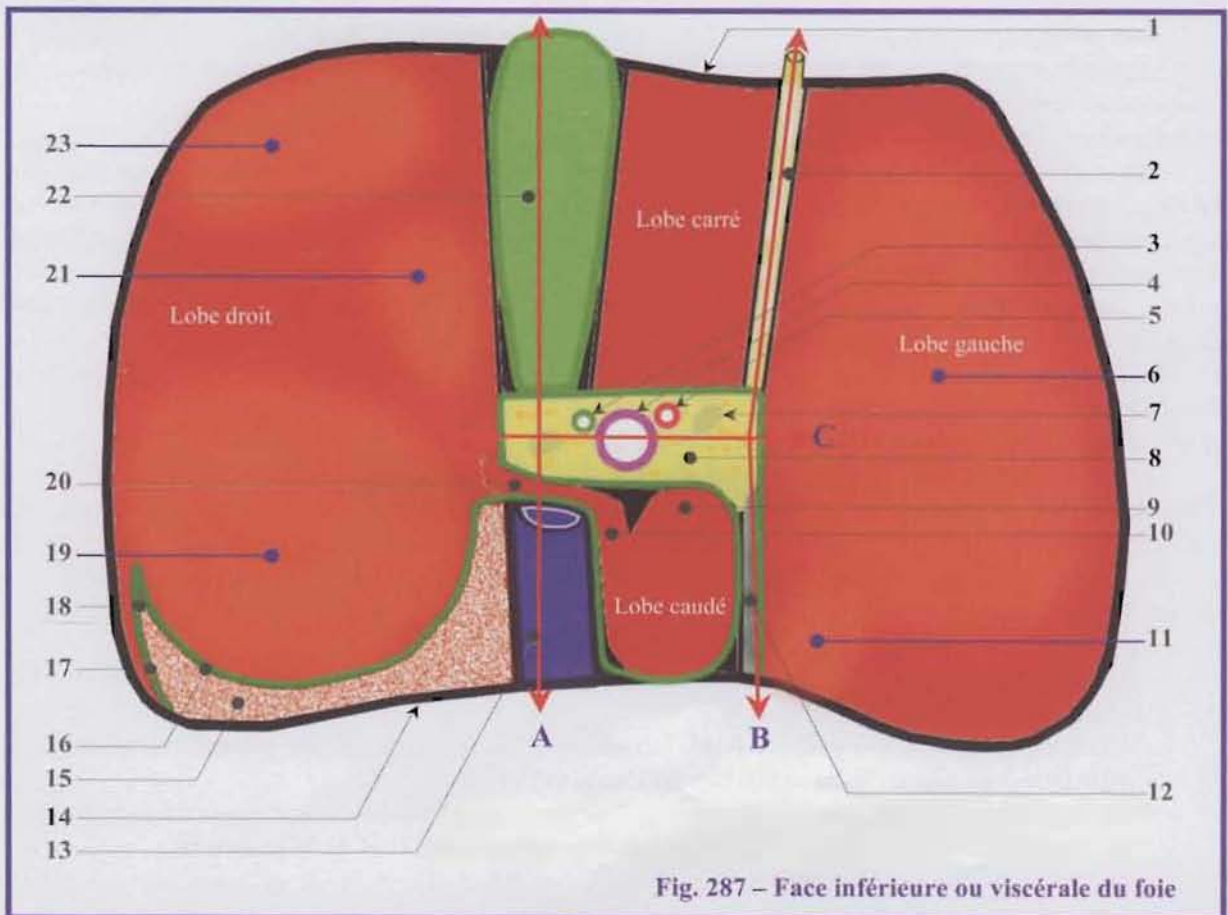 1
23
2
22
Lobe carré
3
21
4
Lobe droit
5
Lobe gauche
6
7
C
8
20
9
10
19
18
Lobe caudé
17
11
16
A
B
15
12
14
13
Fig. 287 – Face inférieure ou viscérale du foie